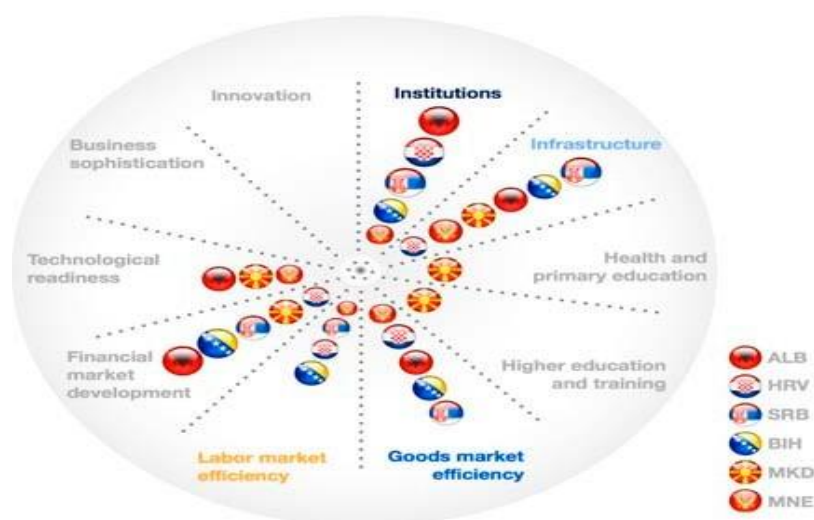 Innovation
Institutions
Business
sophistication
Infrastructure
Technological
readiness
Health and
primary education
Financial
market
development
Higher education
and training
Labor market
efficiency
Goods market
efficiency
ALB
HRV
SRB
BIH
MKD
MNE